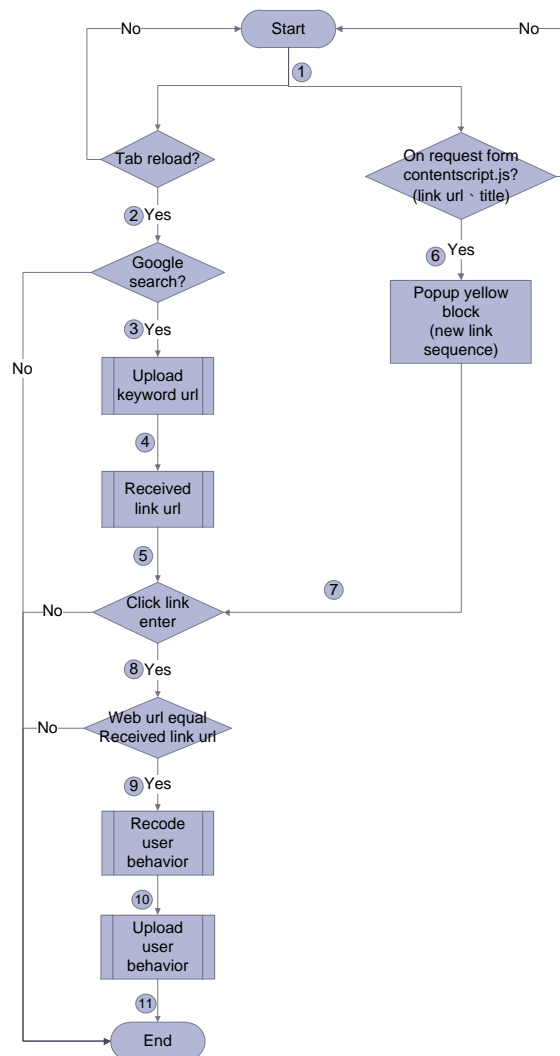 No
Start
No
1
Tab reload?
On request form
contentscript.js?
(link url、title)
2
Yes
6
Yes
Google
search?
Popup yellow
block
(new link
sequence)
3
Yes
No
Upload
keyword url
4
Received
link url
5
7
No
Click link
enter
8
Yes
No
Web url equal
Received link url
9
Yes
Recode
user
behavior
10
Upload
user
behavior
11
End